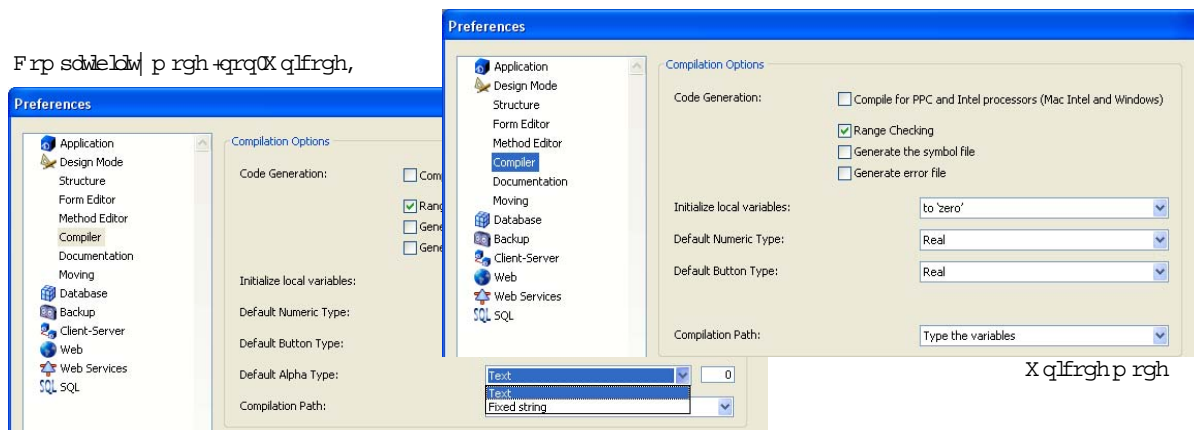 Frp sdwlelolw| p rgh +qrq0X qlfrgh,
Preferences
Application
Design Mode
Structure
Form Editor
Method Editor
Compiler
Documentation
Moving
Database
Backup
Client-Server
Web
Web Services
SQL SQL
Compilation Options
Code Generation:
Initialize local variables:
Default Numeric Type:
Default Button Type:
Default Alpha Type:
Text
0
Text
Fixed string
Compilation Path:
Preferences
Application
Design Mode
Structure
Form Editor
Method Editor
Compiler
Documentation
Moving
Database
Backup
Client-Server
Web
Web Services
SQL SQL
Compilation Options
Code Generation:
Compile for PPC and Intel processors (Mac Intel and Windows)
Range Checking
Generate the symbol file
Generate error file
Initialize local variables:
to 'zero'
Default Numeric Type:
Real
Default Button Type:
Real
Compilation Path:
Type the variables
X qlfrgh p rgh